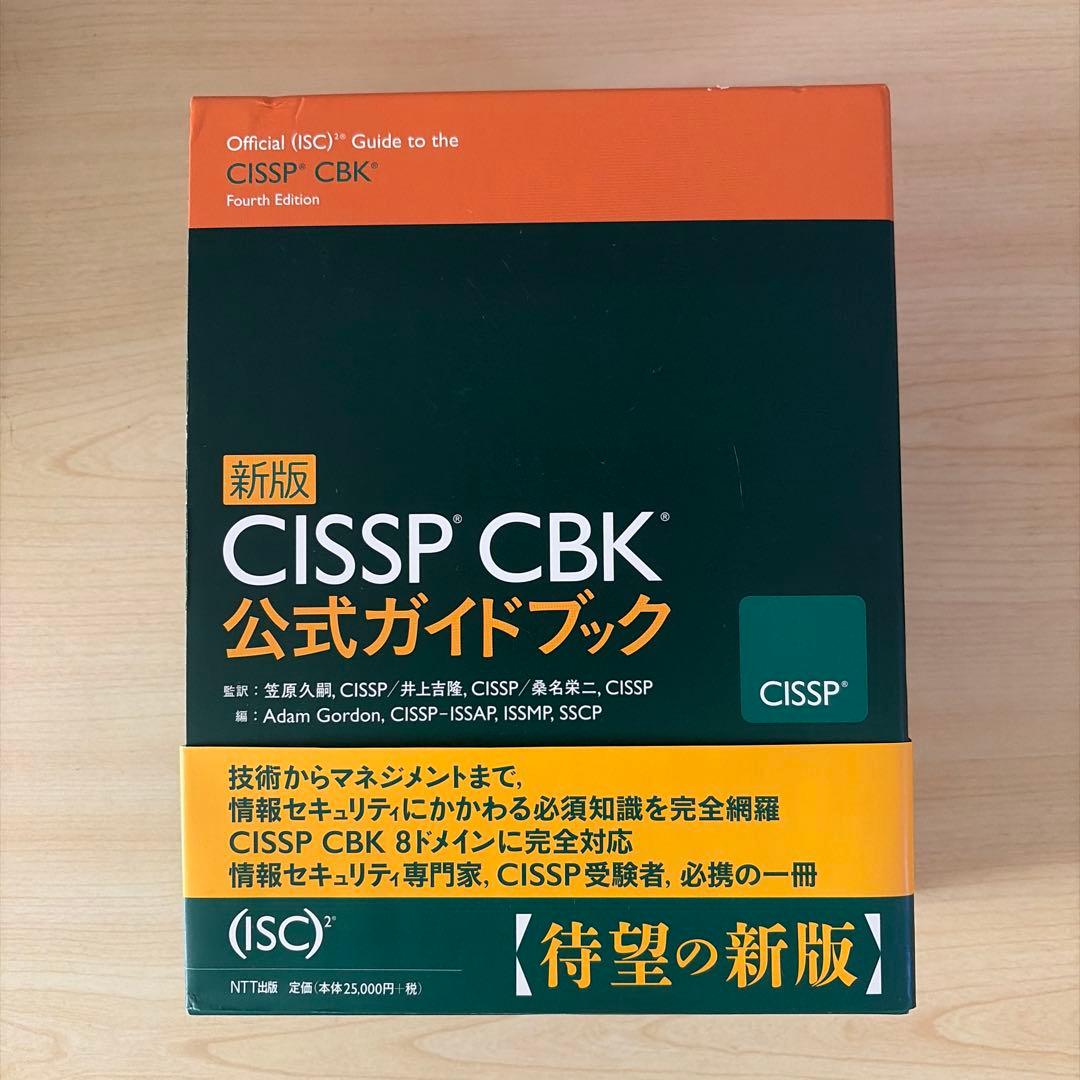 Official (ISC)²® Guide to the
CISSP® CBK®
Fourth Edition
新版
CISSP® CBK®
公式ガイドブック
監訳：笠原久嗣, CISSP／井上吉隆, CISSP／桑名栄二, CISSP
編：Adam Gordon, CISSP-ISSAP, ISSMP, SSCP
CISSP®
技術からマネジメントまで,
情報セキュリティにかかわる必須知識を完全網羅
CISSP CBK 8ドメインに完全対応
情報セキュリティ専門家, CISSP受験者, 必携の一冊
(ISC)²®
【待望の新版】
NTT出版 定価（本体25,000円＋税）